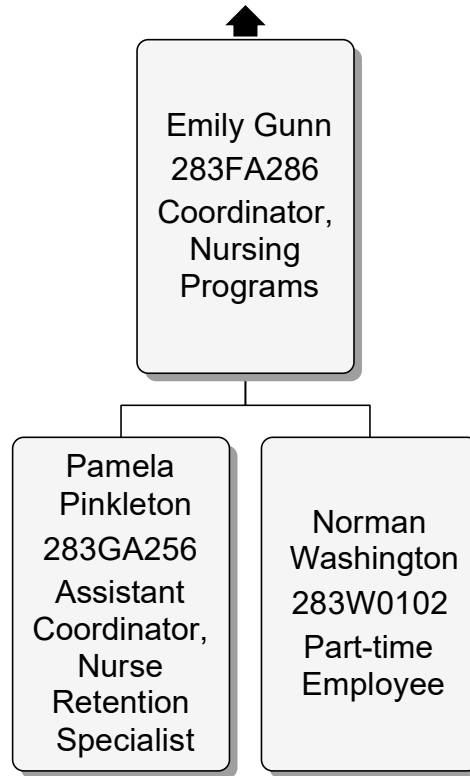 Emily Gunn
283FA286
Coordinator,
Nursing
Programs
Pamela
Pinkleton
283GA256
Assistant
Coordinator,
Nurse
Retention
Specialist
Norman
Washington
283W0102
Part-time
Employee